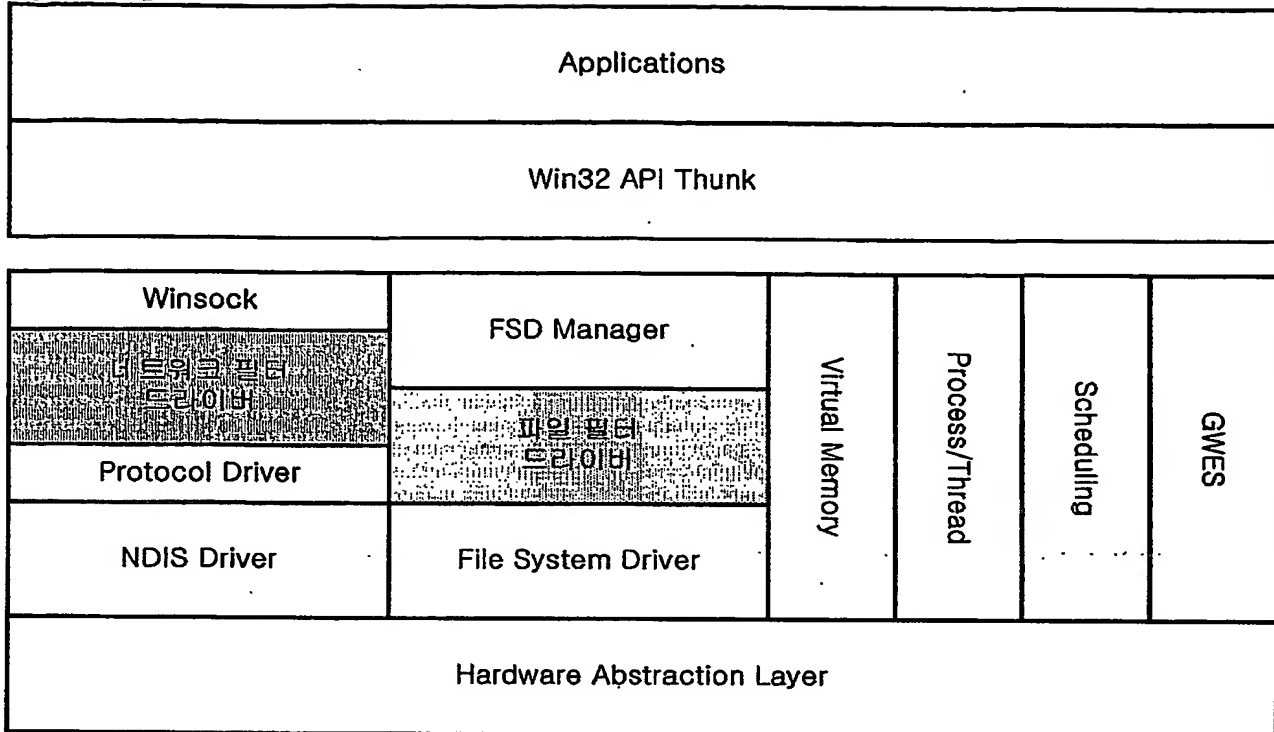 Applications
Win32 API Thunk
Winsock
네트워크 필터
드라이버
Protocol Driver
NDIS Driver
FSD Manager
파일 필터
드라이버
File System Driver
Virtual Memory
Process/Thread
Scheduling
GWES
Hardware Abstraction Layer